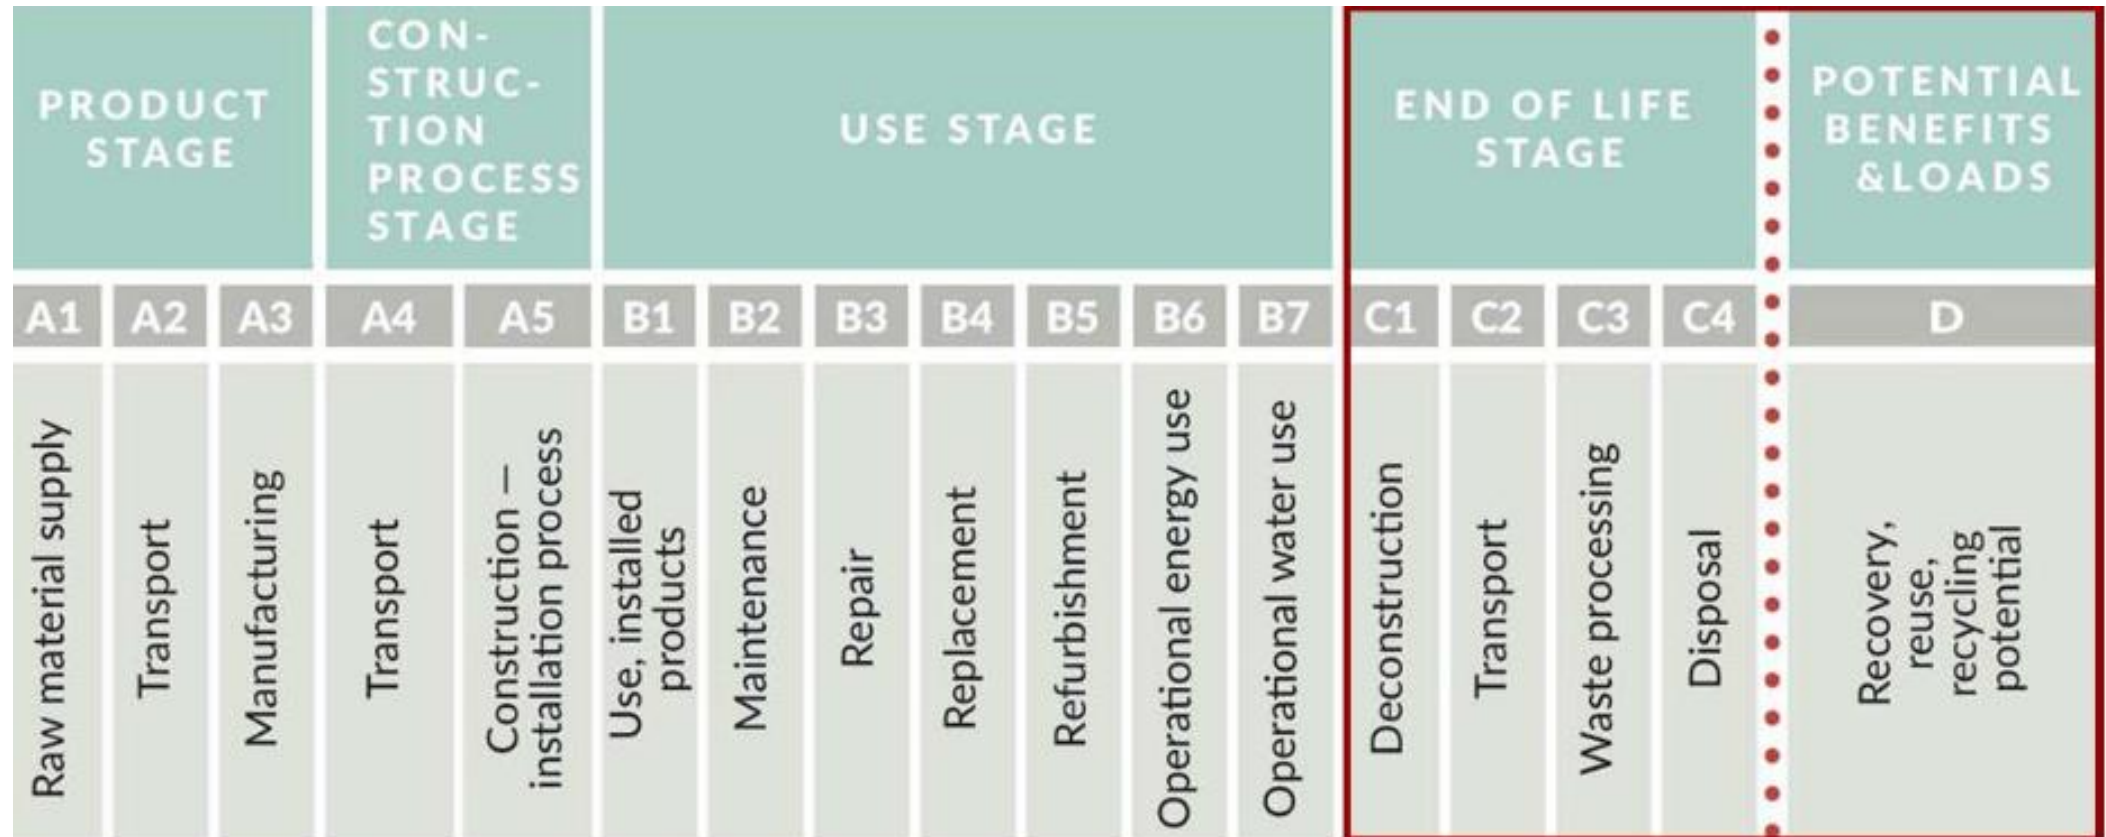 PRODUCT
STAGE
CON-
STRUC-
TION
PROCESS
STAGE
USE STAGE
END OF LIFE
STAGE
POTENTIAL
BENEFITS
&LOADS
A1
A2
A3
A4
A5
B1
B2
B3
B4
B5
B6
B7
C1
C2
C3
C4
D
Raw material supply
Transport
Manufacturing
Transport
Construction —
installation process
Use, installed
products
Maintenance
Repair
Replacement
Refurbishment
Operational energy use
Operational water use
Deconstruction
Transport
Waste processing
Disposal
Recovery,
reuse,
recycling
potential